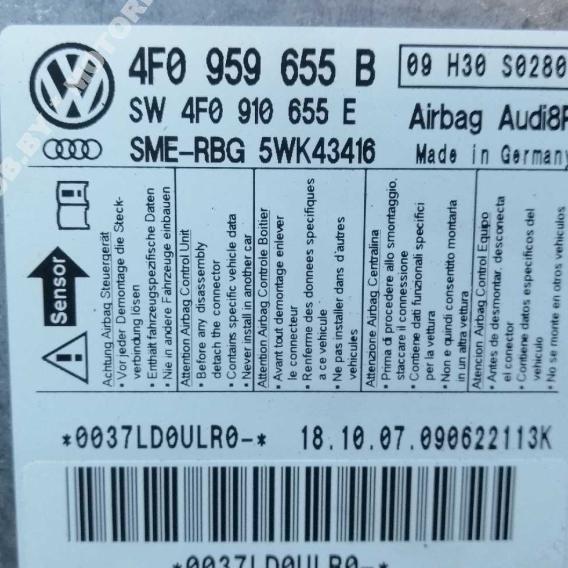 4F0 959 655 B
09 H30 S0280
SW 4F0 910 655 E
Airbag Audi8R
SME-RBG 5WK43416
Made in Germany
Sensor
Achtung Airbag Steuergerät
• Vor jeder Demontage die Steck-
verbindung lösen
• Enthält fahrzeugspezifische Daten
• Nie in andere Fahrzeuge einbauen
Attention Airbag Control Unit
• Before any disassembly
detach the connector
• Contains specific vehicle data
• Never install in another car
Attention Airbag Controle Boitier
• Avant tout demontage enlever
le connecteur
• Renferme des donnees specifiques
a ce vehicule
• Ne pas installer dans d'autres
vehicules
Attenzione Airbag Centralina
• Prima di procedere allo smontaggio,
staccare il connessione
• Contiene dati funzionali specifici
per la vettura
• Non e quindi consentito montarla
in un altra vettura
Atencion Airbag Control Equipo
• Antes de desmontar, desconecta
el conector
• Contiene datos especificos del
vehiculo
• No se monte en otros vehiculos
*0037LD0ULR0-*
18.10.07.090622113K
*0037LD0ULR0-*